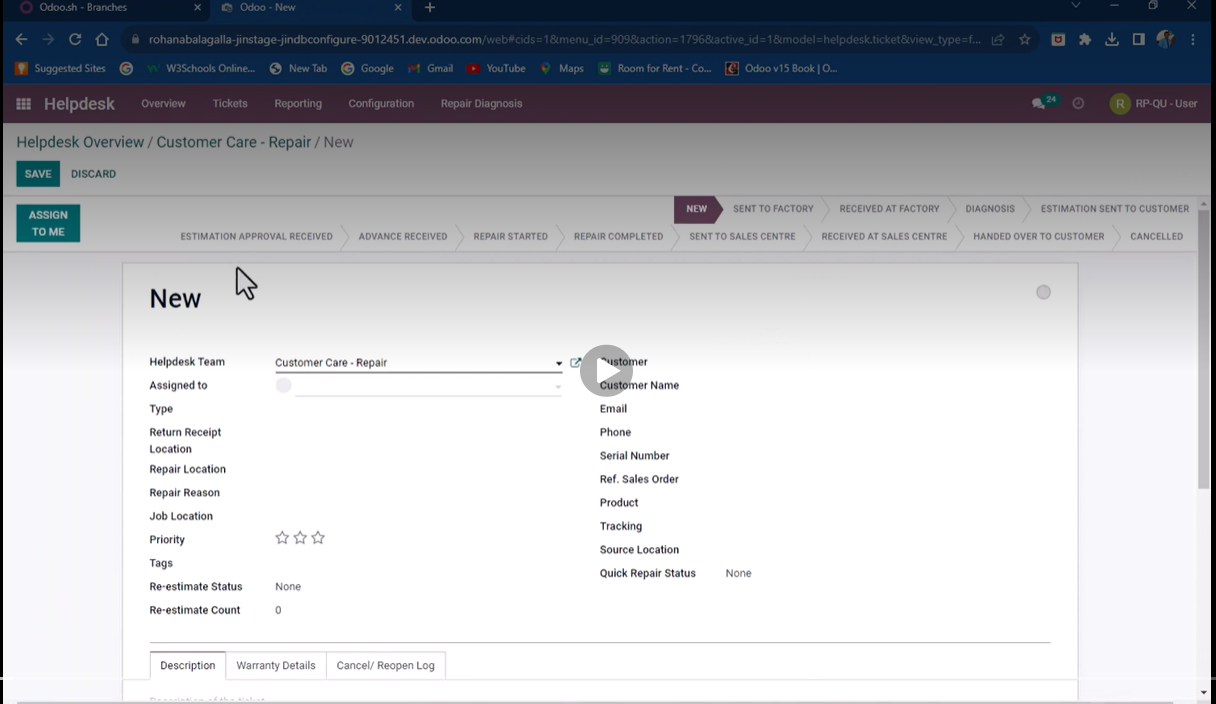 Odoo.sh - Branches
Odoo - New
rohanabalagalla-jinstage-jindbconfigure-9012451.dev.odoo.com/web#cids=1&menu_id=909&action=1796&active_id=1&model=helpdesk.ticket&view_type=f...
Suggested Sites
W3Schools Online...
New Tab
Google
Gmail
YouTube
Maps
Room for Rent - Co...
Odoo v15 Book | O...
Helpdesk
Overview
Tickets
Reporting
Configuration
Repair Diagnosis
24
R
RP-QU - User
Helpdesk Overview / Customer Care - Repair / New
SAVE
DISCARD
ASSIGN
TO ME
NEW
SENT TO FACTORY
RECEIVED AT FACTORY
DIAGNOSIS
ESTIMATION SENT TO CUSTOMER
ESTIMATION APPROVAL RECEIVED
ADVANCE RECEIVED
REPAIR STARTED
REPAIR COMPLETED
SENT TO SALES CENTRE
RECEIVED AT SALES CENTRE
HANDED OVER TO CUSTOMER
CANCELLED
New
Helpdesk Team
Customer Care - Repair
Assigned to
Type
Return Receipt
Location
Repair Location
Repair Reason
Job Location
Priority
Tags
Re-estimate Status
None
Re-estimate Count
0
Customer
Customer Name
Email
Phone
Serial Number
Ref. Sales Order
Product
Tracking
Source Location
Quick Repair Status
None
Description
Warranty Details
Cancel/ Reopen Log
Description of the ticket